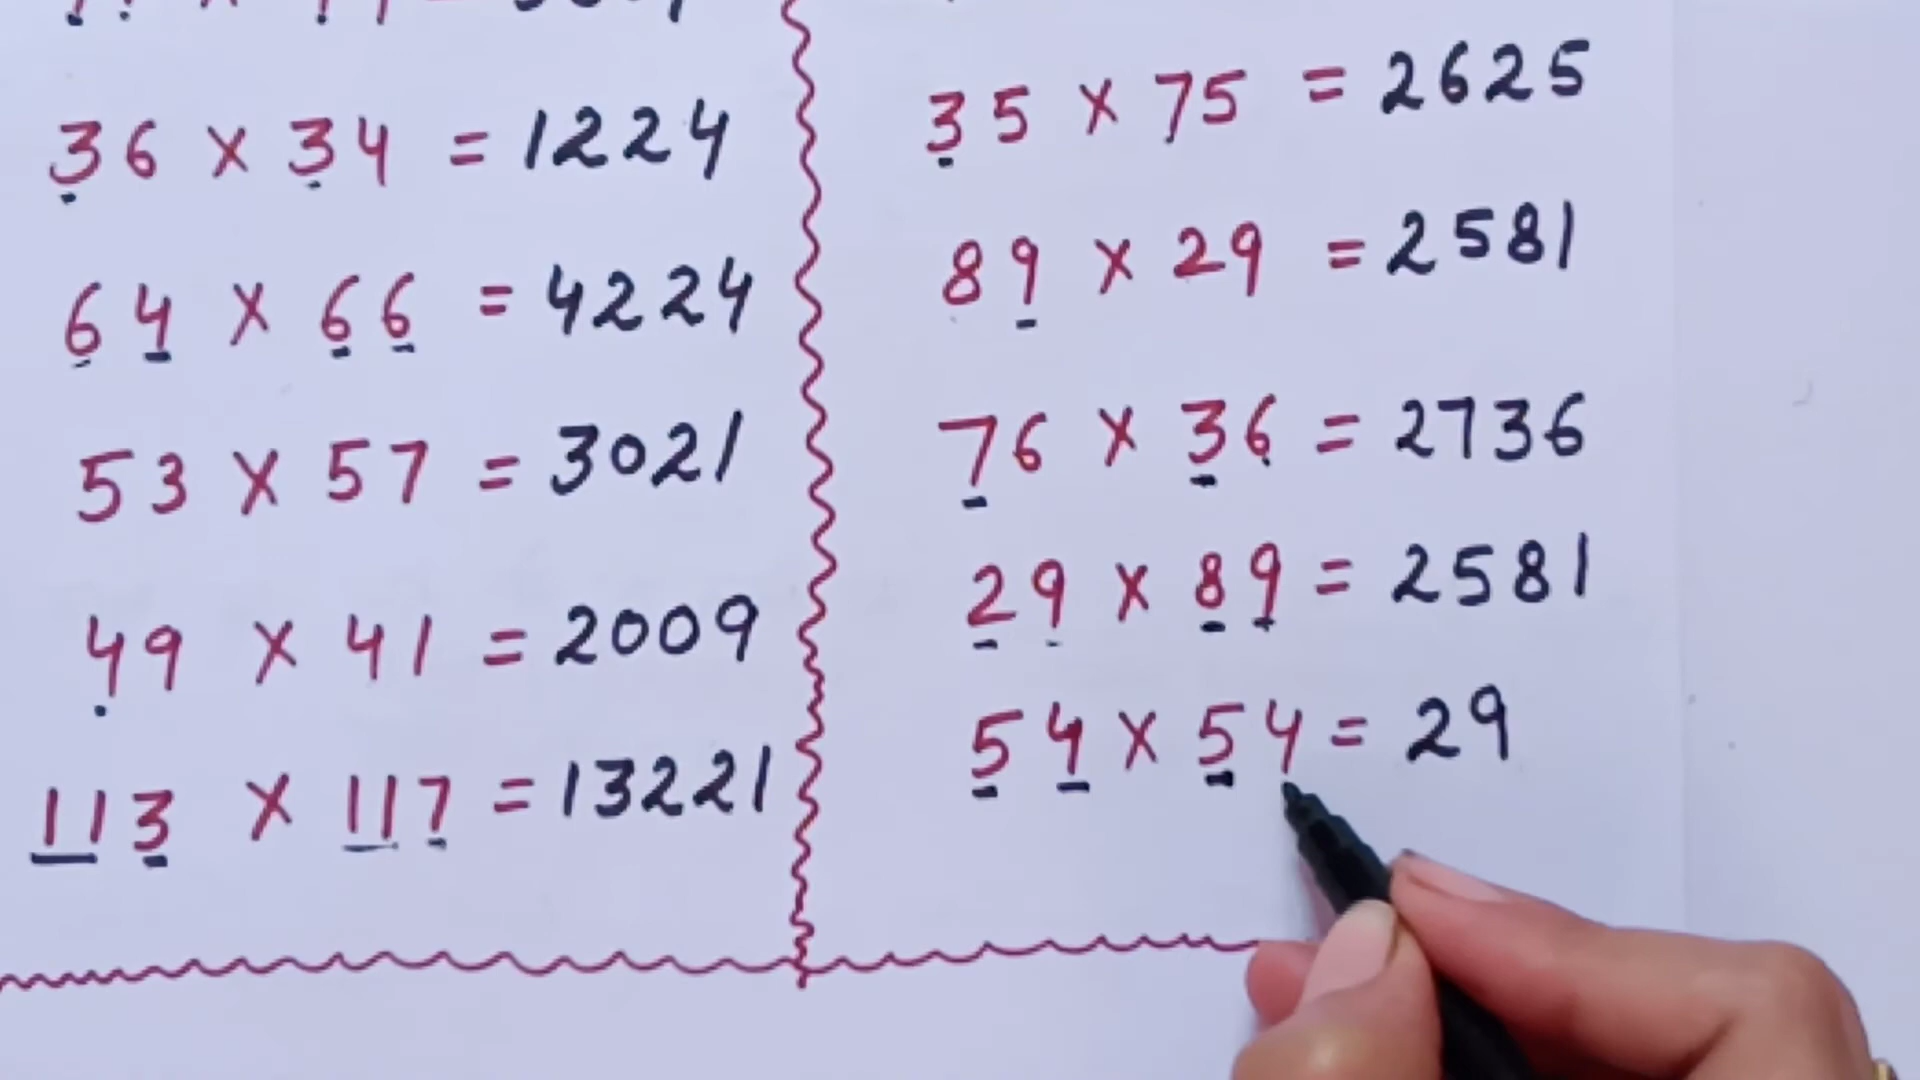 36 × 34 = 1224
64 × 66 = 4224
53 × 57 = 3021
49 × 41 = 2009
113 × 117 = 13221
35 × 75 = 2625
89 × 29 = 2581
76 × 36 = 2736
29 × 89 = 2581
54 × 54 = 29